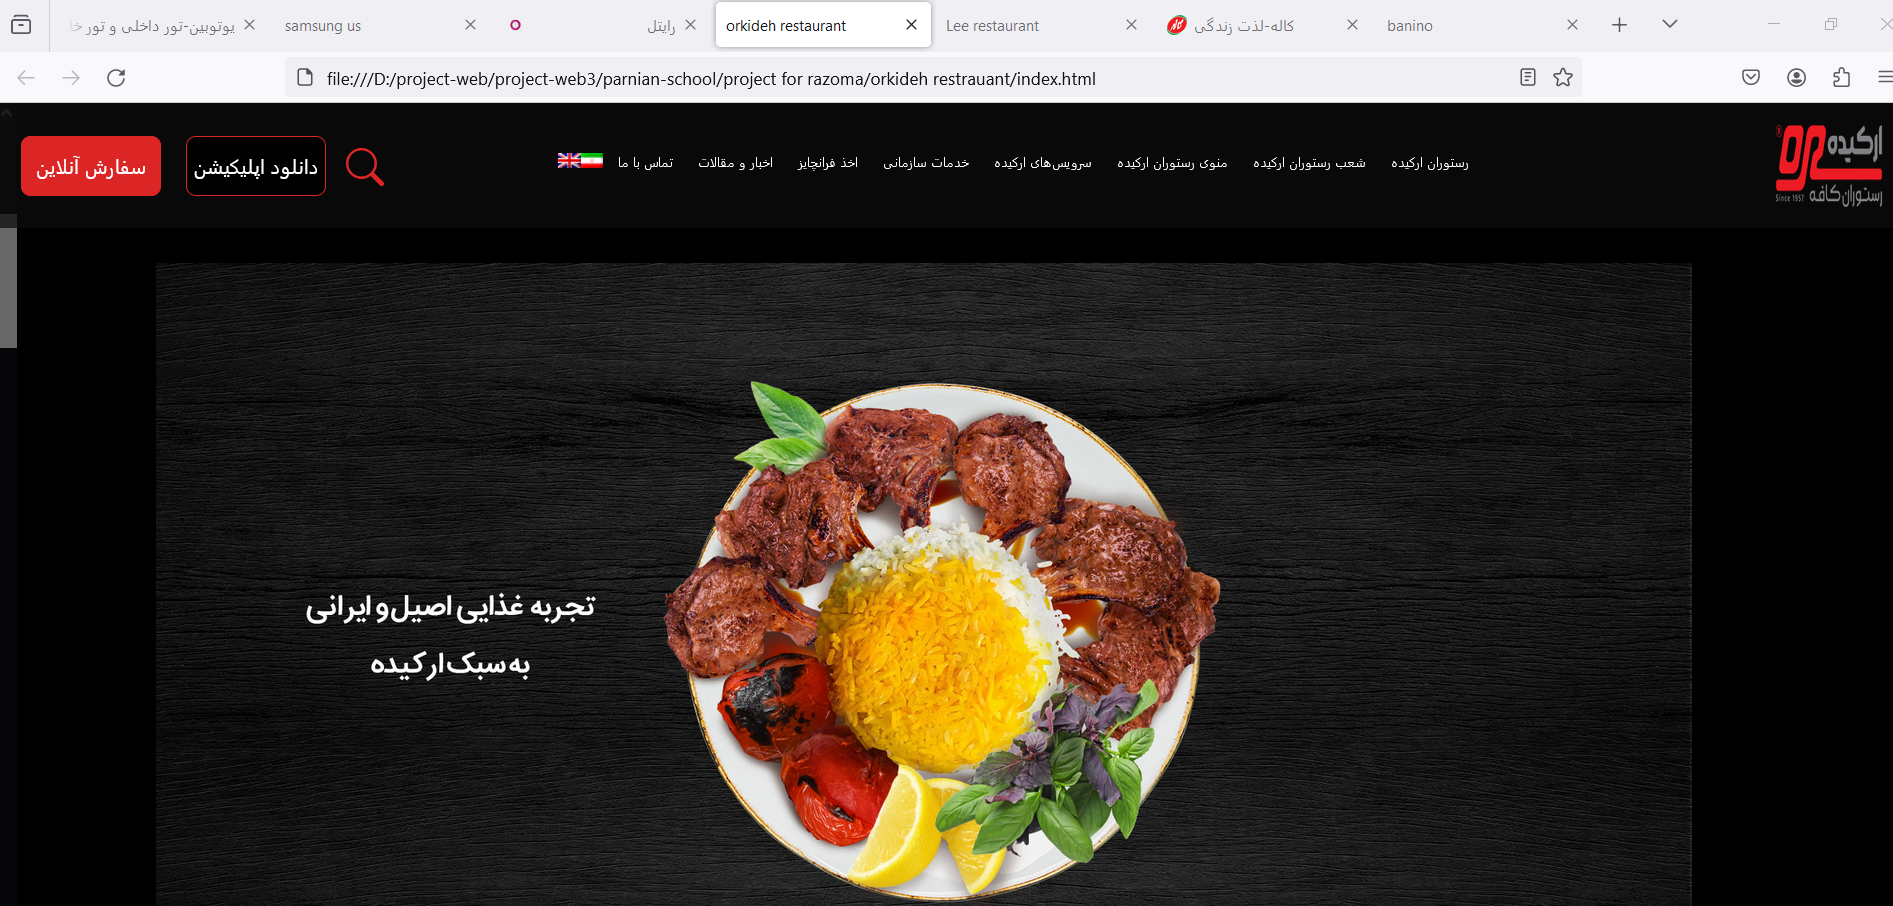 یوتوبین-تور داخلی و تور خا
samsung us
رایتل
orkideh restaurant
Lee restaurant
کاله-لذت زندگی
banino
file:///D:/project-web/project-web3/parnian-school/project for razoma/orkideh restrauant/index.html
ارکیده
رستوران کافه
Since 1957
رستوران ارکیده
شعب رستوران ارکیده
منوی رستوران ارکیده
سرویس‌های ارکیده
خدمات سازمانی
اخذ فرانچایز
اخبار و مقالات
تماس با ما
دانلود اپلیکیشن
سفارش آنلاین
تجربه غذایی اصیل و ایرانی
به سبک ارکیده